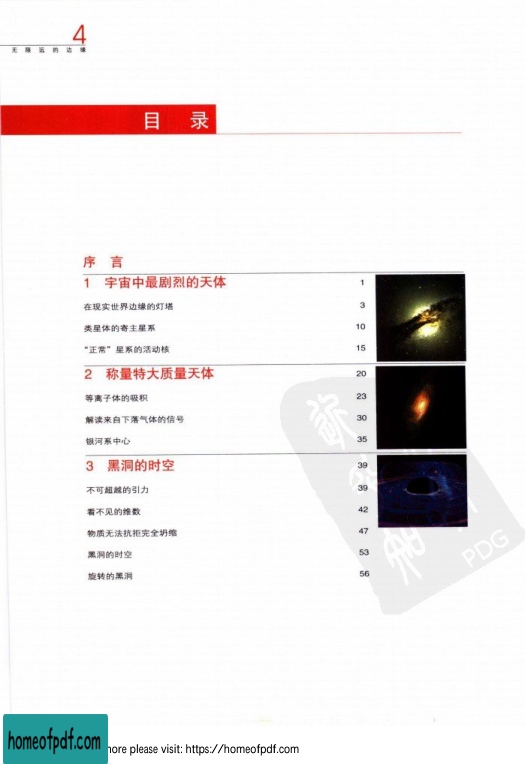 4
无限远的边缘
目 录
序 言
1 宇宙中最剧烈的天体 1
在现实世界边缘的灯塔 3
类星体的寄主星系 10
“正常”星系的活动核 15
2 称量特大质量天体 20
等离子体的吸积 23
解读来自下落气体的信号 30
银河系中心 35
3 黑洞的时空 39
不可超越的引力 39
看不见的维数 42
物质无法抗拒完全坍缩 47
黑洞的时空 53
旋转的黑洞 56
PDG
homeofpdf.com
more please visit: https://homeofpdf.com